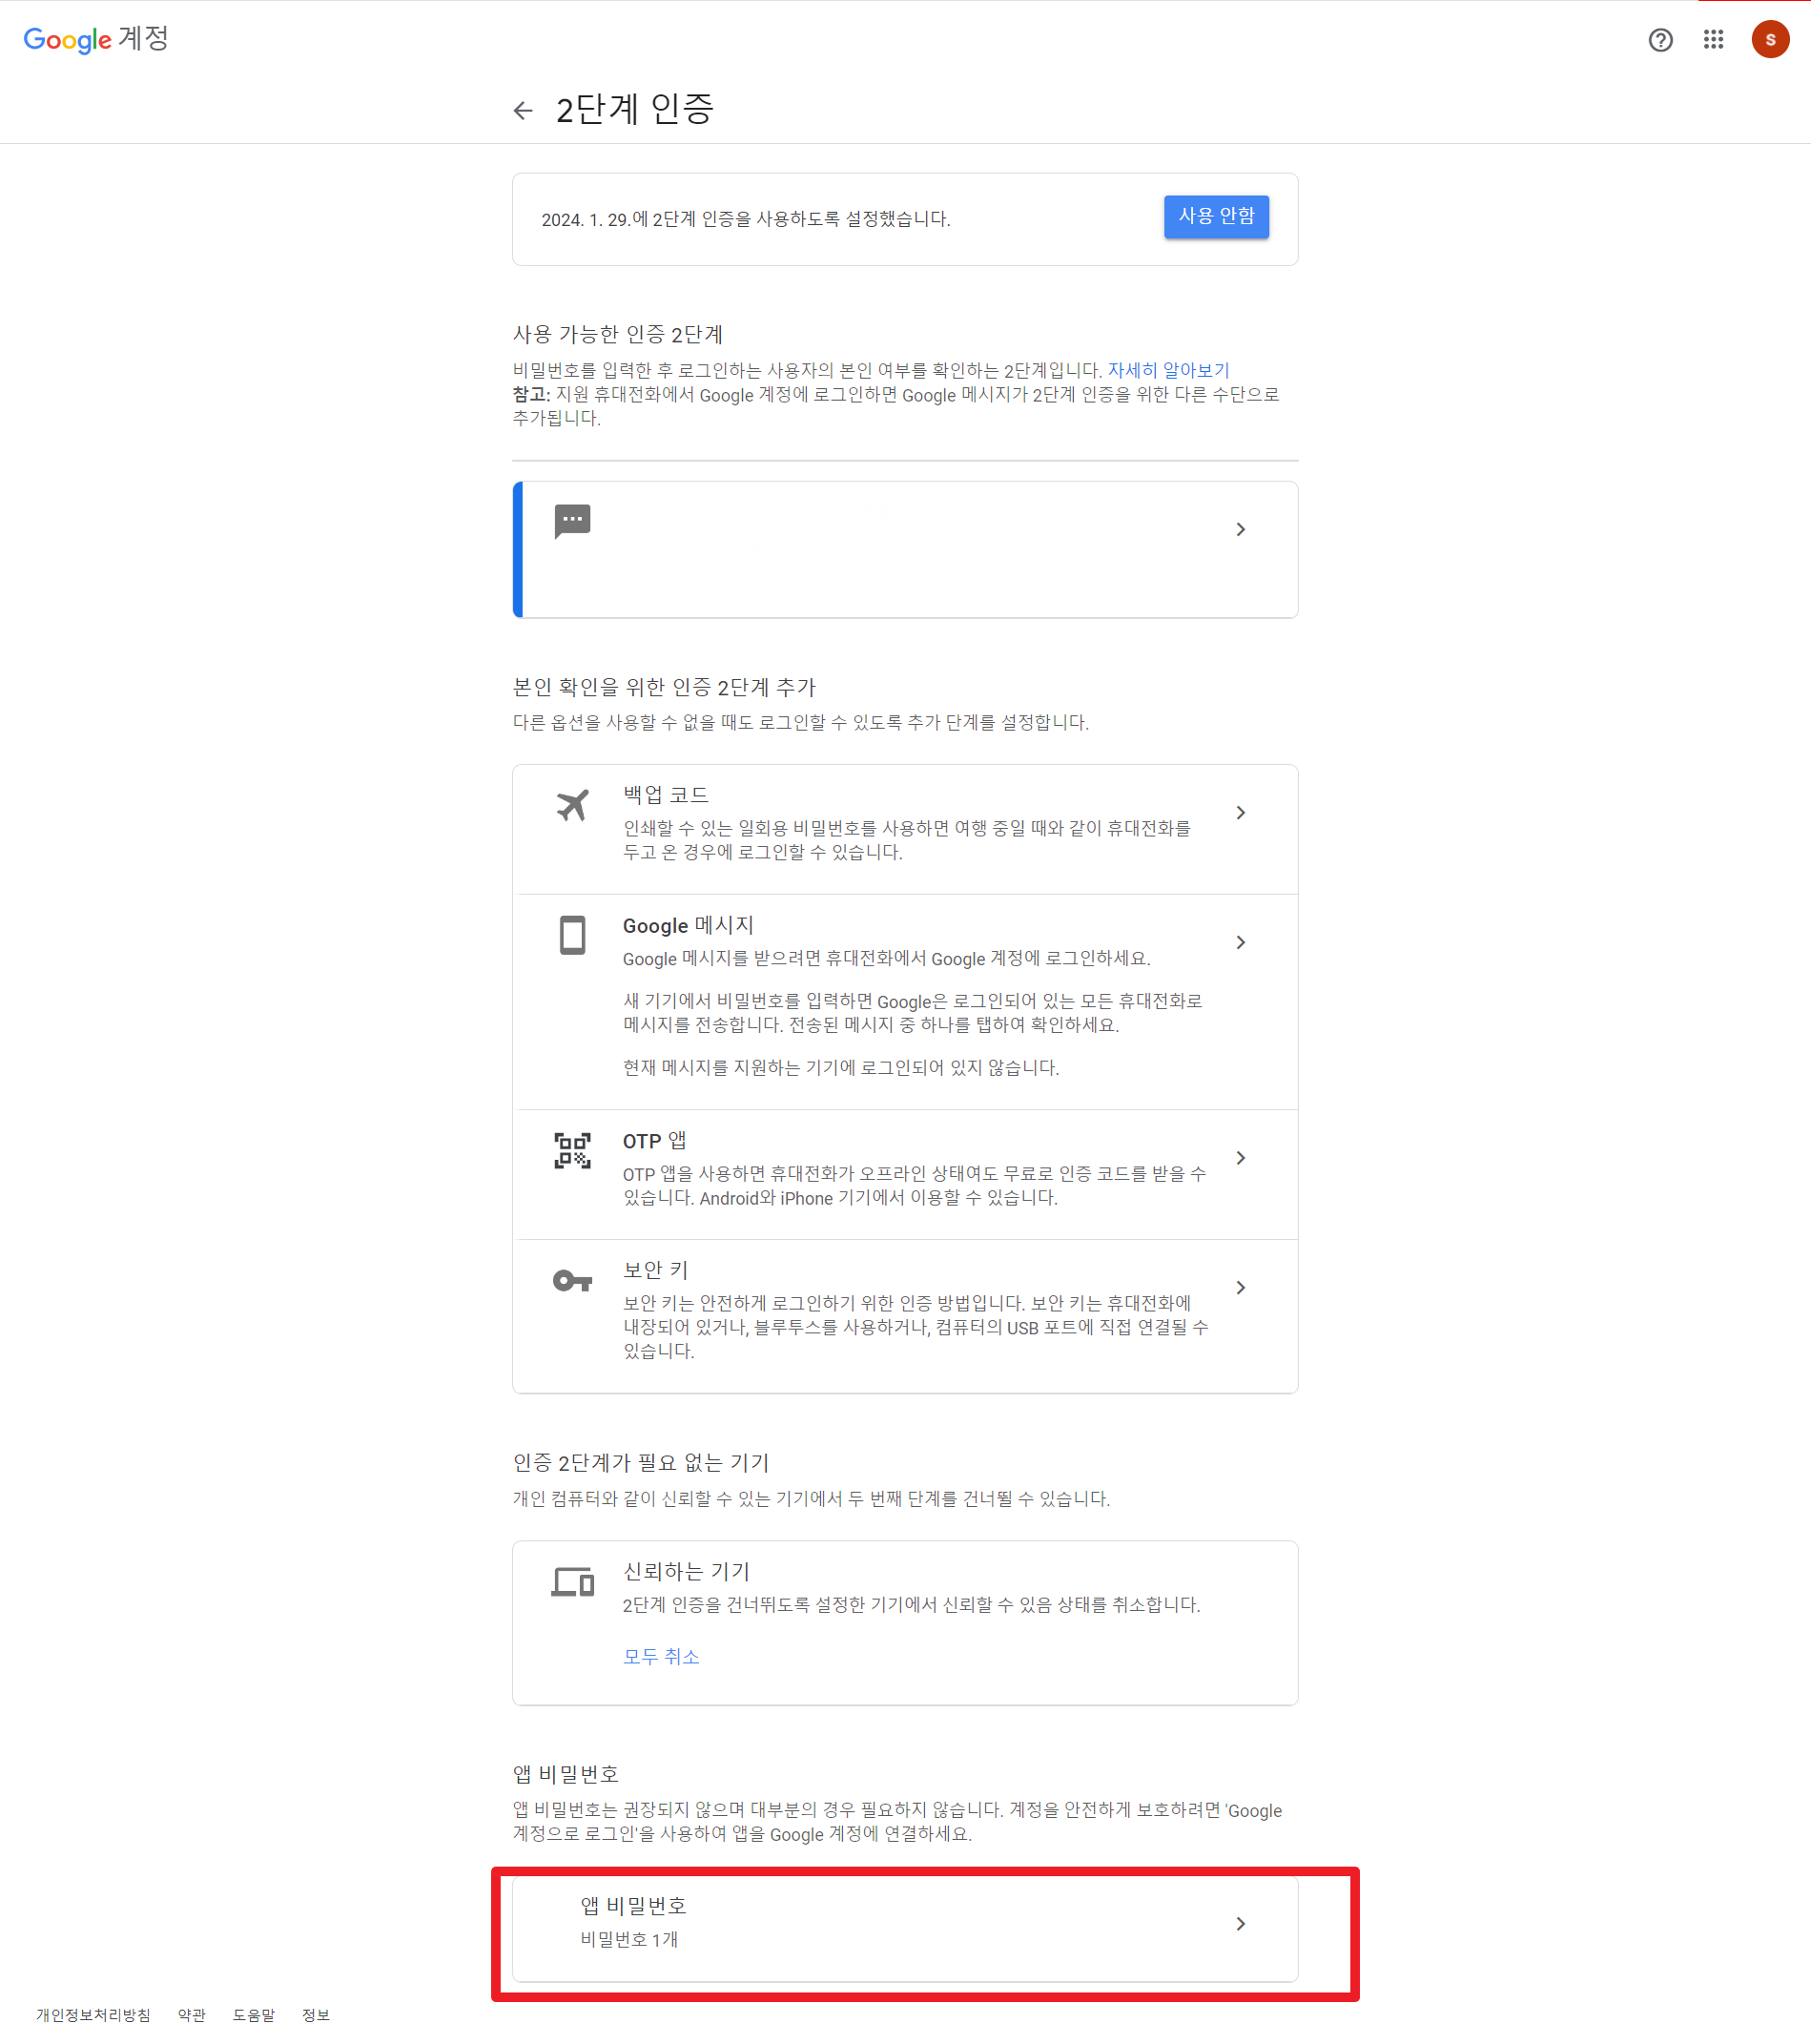 Google 계정
S
2단계 인증
2024. 1. 29.에 2단계 인증을 사용하도록 설정했습니다.
사용 안함
사용 가능한 인증 2단계
비밀번호를 입력한 후 로그인하는 사용자의 본인 여부를 확인하는 2단계입니다. 자세히 알아보기
참고: 지원 휴대전화에서 Google 계정에 로그인하면 Google 메시지가 2단계 인증을 위한 다른 수단으로
추가됩니다.
본인 확인을 위한 인증 2단계 추가
다른 옵션을 사용할 수 없을 때도 로그인할 수 있도록 추가 단계를 설정합니다.
백업 코드
인쇄할 수 있는 일회용 비밀번호를 사용하면 여행 중일 때와 같이 휴대전화를
두고 온 경우에 로그인할 수 있습니다.
Google 메시지
Google 메시지를 받으려면 휴대전화에서 Google 계정에 로그인하세요.
새 기기에서 비밀번호를 입력하면 Google은 로그인되어 있는 모든 휴대전화로
메시지를 전송합니다. 전송된 메시지 중 하나를 탭하여 확인하세요.
현재 메시지를 지원하는 기기에 로그인되어 있지 않습니다.
OTP 앱
OTP 앱을 사용하면 휴대전화가 오프라인 상태여도 무료로 인증 코드를 받을 수
있습니다. Android와 iPhone 기기에서 이용할 수 있습니다.
보안 키
보안 키는 안전하게 로그인하기 위한 인증 방법입니다. 보안 키는 휴대전화에
내장되어 있거나, 블루투스를 사용하거나, 컴퓨터의 USB 포트에 직접 연결될 수
있습니다.
인증 2단계가 필요 없는 기기
개인 컴퓨터와 같이 신뢰할 수 있는 기기에서 두 번째 단계를 건너뛸 수 있습니다.
신뢰하는 기기
2단계 인증을 건너뛰도록 설정한 기기에서 신뢰할 수 있음 상태를 취소합니다.
모두 취소
앱 비밀번호
앱 비밀번호는 권장되지 않으며 대부분의 경우 필요하지 않습니다. 계정을 안전하게 보호하려면 'Google
계정으로 로그인'을 사용하여 앱을 Google 계정에 연결하세요.
앱 비밀번호
비밀번호 1개
개인정보처리방침 약관 도움말 정보